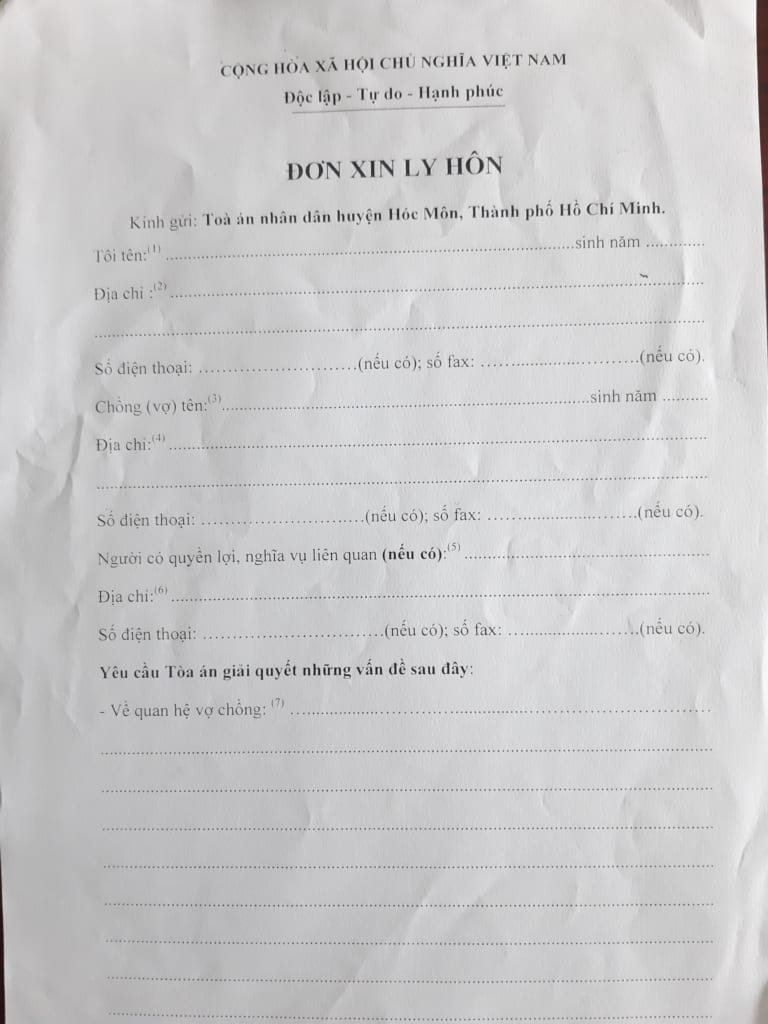 CỘNG HÒA XÃ HỘI CHỦ NGHĨA VIỆT NAM
Độc lập - Tự do - Hạnh phúc
ĐƠN XIN LY HÔN
Kính gửi: Toà án nhân dân huyện Hóc Môn, Thành phố Hồ Chí Minh.
Tôi tên:(1) ........................................sinh năm ............
Địa chỉ :(2)........................................
........................................
Số điện thoại: ............................(nếu có); số fax: ............................(nếu có).
Chồng (vợ) tên:(3)........................................sinh năm ..........
Địa chỉ:(4)........................................
........................................
Số điện thoại: ............................(nếu có); số fax: ............................(nếu có).
Người có quyền lợi, nghĩa vụ liên quan (nếu có):(5)........................................
Địa chỉ:(6)........................................
Số điện thoại: ............................(nếu có); số fax: ............................(nếu có).
Yêu cầu Tòa án giải quyết những vấn đề sau đây:
- Về quan hệ vợ chồng: (7) ........................................
........................................
........................................
........................................
........................................
........................................
........................................
........................................
........................................